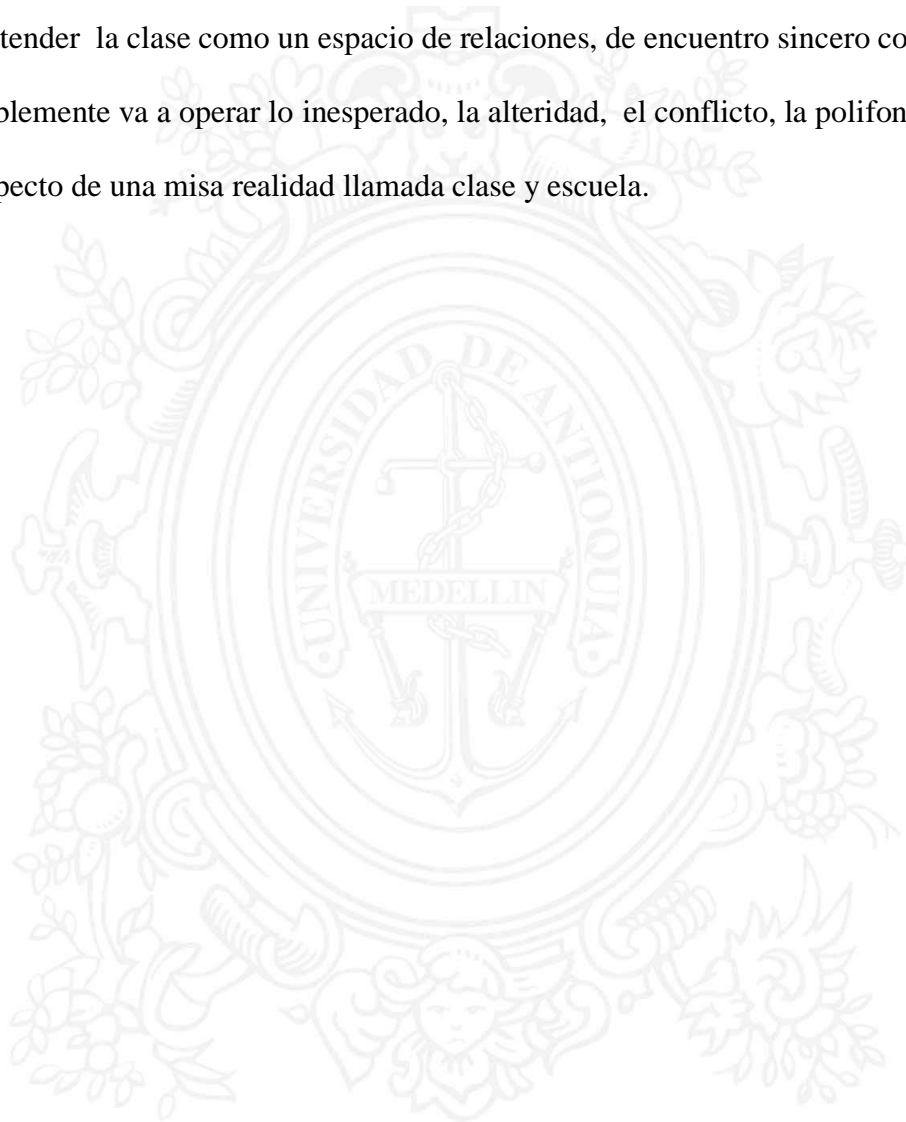 tender la clase como un espacio de relaciones, de encuentro sincero co
blemente va a operar lo inesperado, la alteridad, el conflicto, la polifon
pecto de una misa realidad llamada clase y escuela.
UNIVERSIDAD DE ANTIOQUIA
MEDELLIN